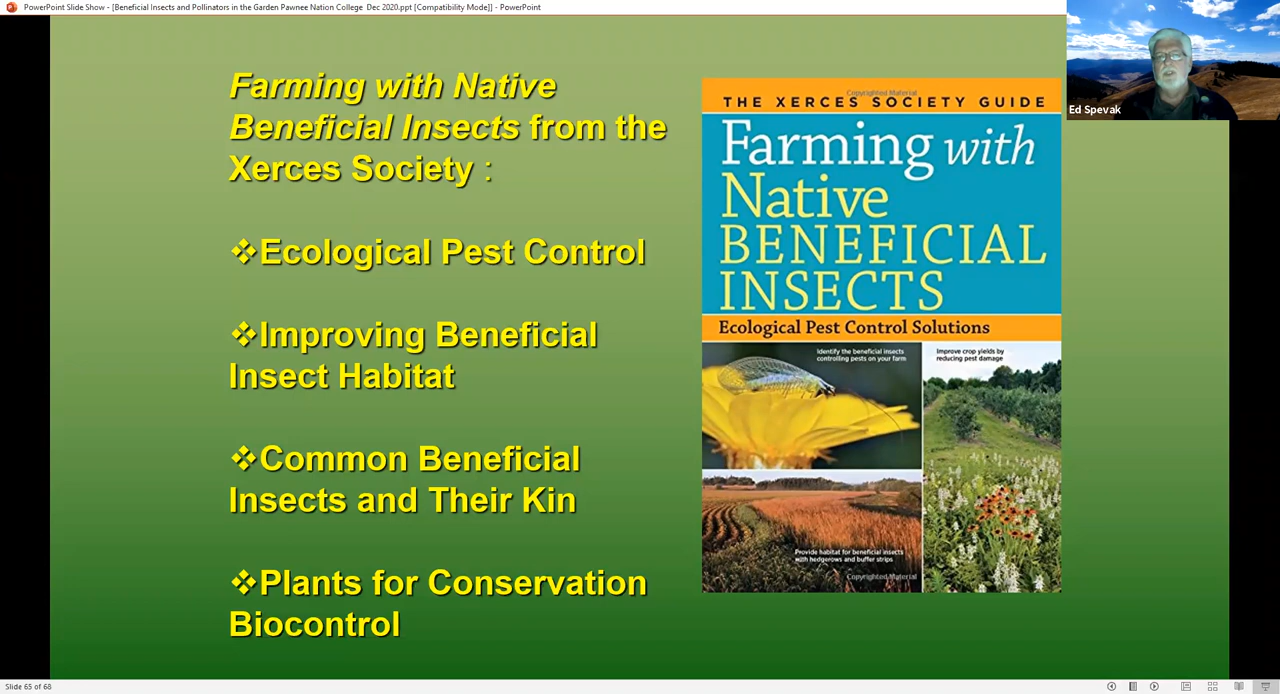 PowerPoint Slide Show - [Beneficial Insects and Pollinators in the Garden Pawnee Nation College  Dec 2020.ppt [Compatibility Mode]] - PowerPoint
Ed Spevak
Farming with Native
Beneficial Insects from the
Xerces Society :
❖Ecological Pest Control
❖Improving Beneficial
Insect Habitat
❖Common Beneficial
Insects and Their Kin
❖Plants for Conservation
Biocontrol
Copyrighted Material
THE XERCES SOCIETY GUIDE
Farming with
Native
BENEFICIAL
INSECTS
Ecological Pest Control Solutions
Identify the beneficial insects
controlling pests on your farm
Improve crop yields by
reducing pest damage
Provide habitat for beneficial insects
with hedgerows and buffer strips
Copyrighted Material
Slide 65 of 68